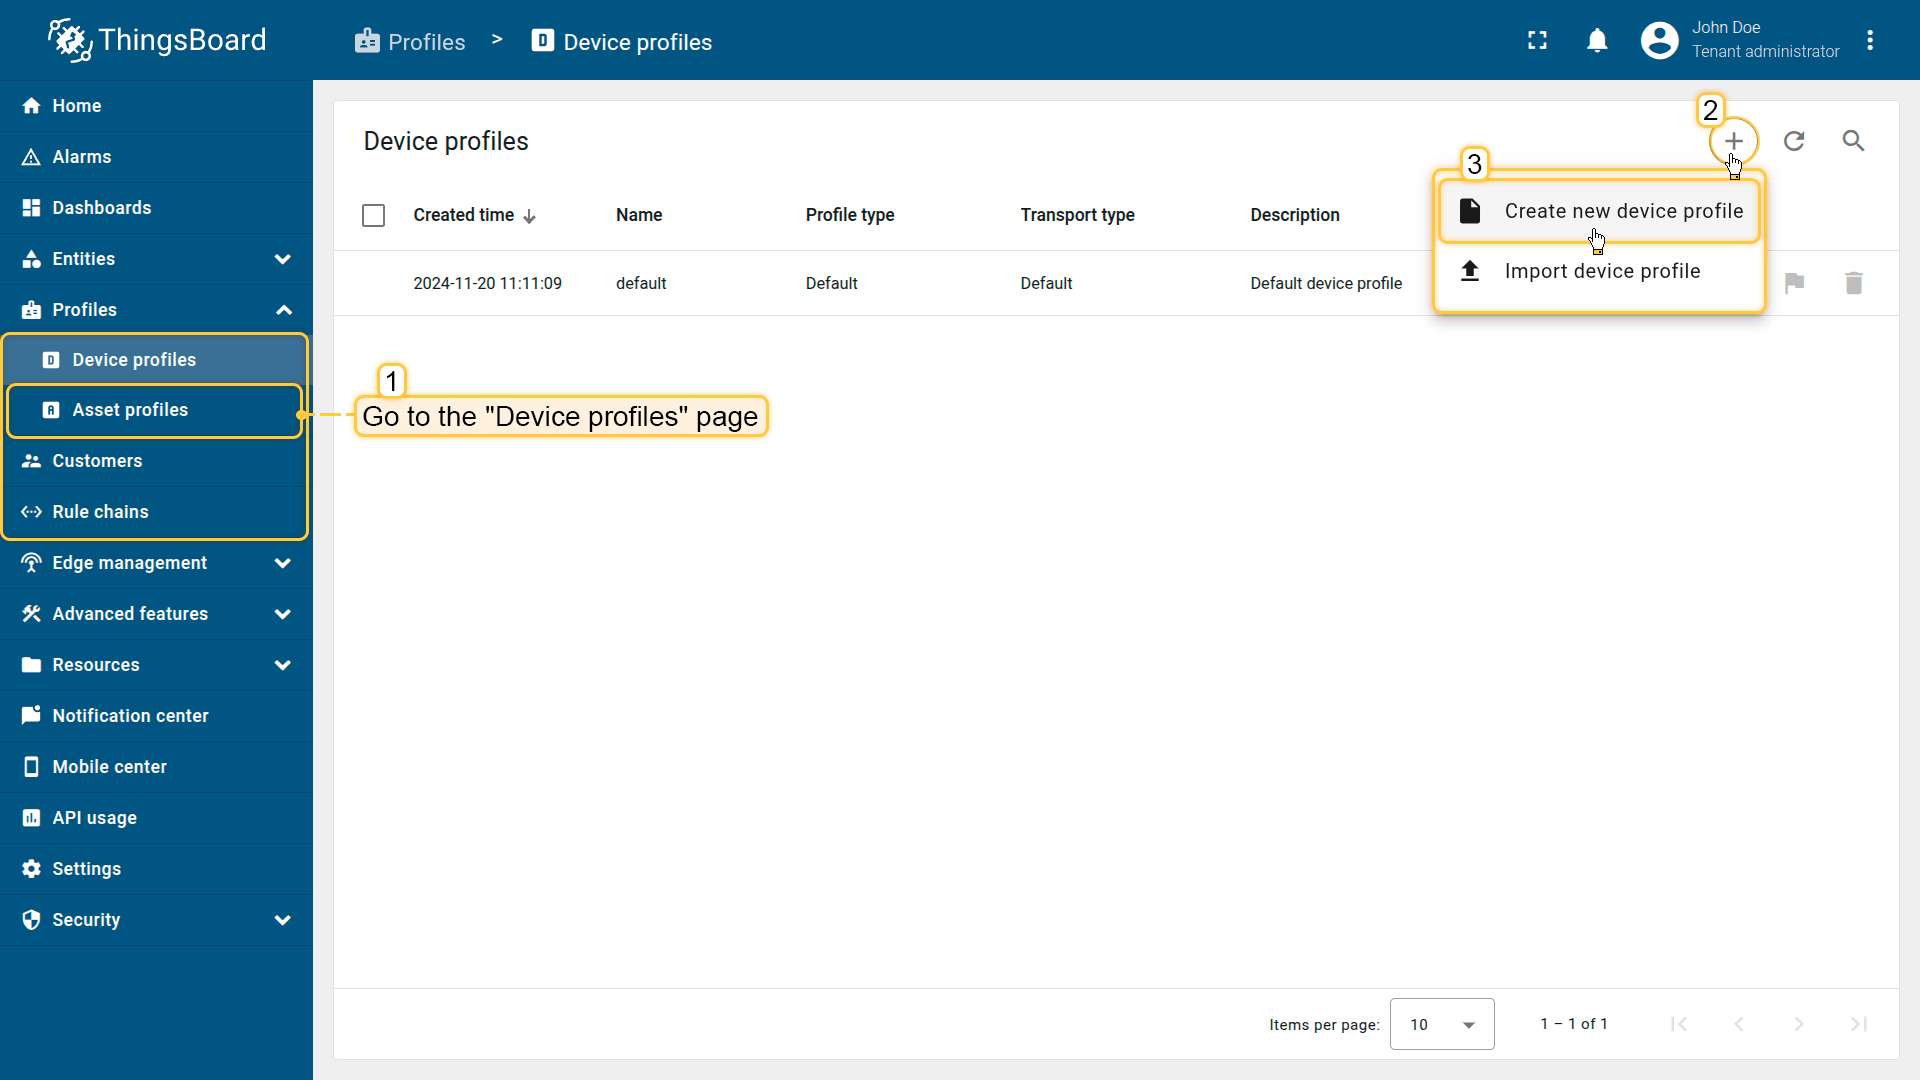 ThingsBoard
Profiles > D Device profiles
John Doe
Tenant administrator
Home
Alarms
Dashboards
Entities
Profiles
D Device profiles
A Asset profiles
Customers
Rule chains
Edge management
Advanced features
Resources
Notification center
Mobile center
API usage
Settings
Security
Device profiles
2
3
Created time Name Profile type Transport type Description
2024-11-20 11:11:09 default Default Default Default device profile
Create new device profile
Import device profile
1
Go to the "Device profiles" page
Items per page: 10 1 – 1 of 1